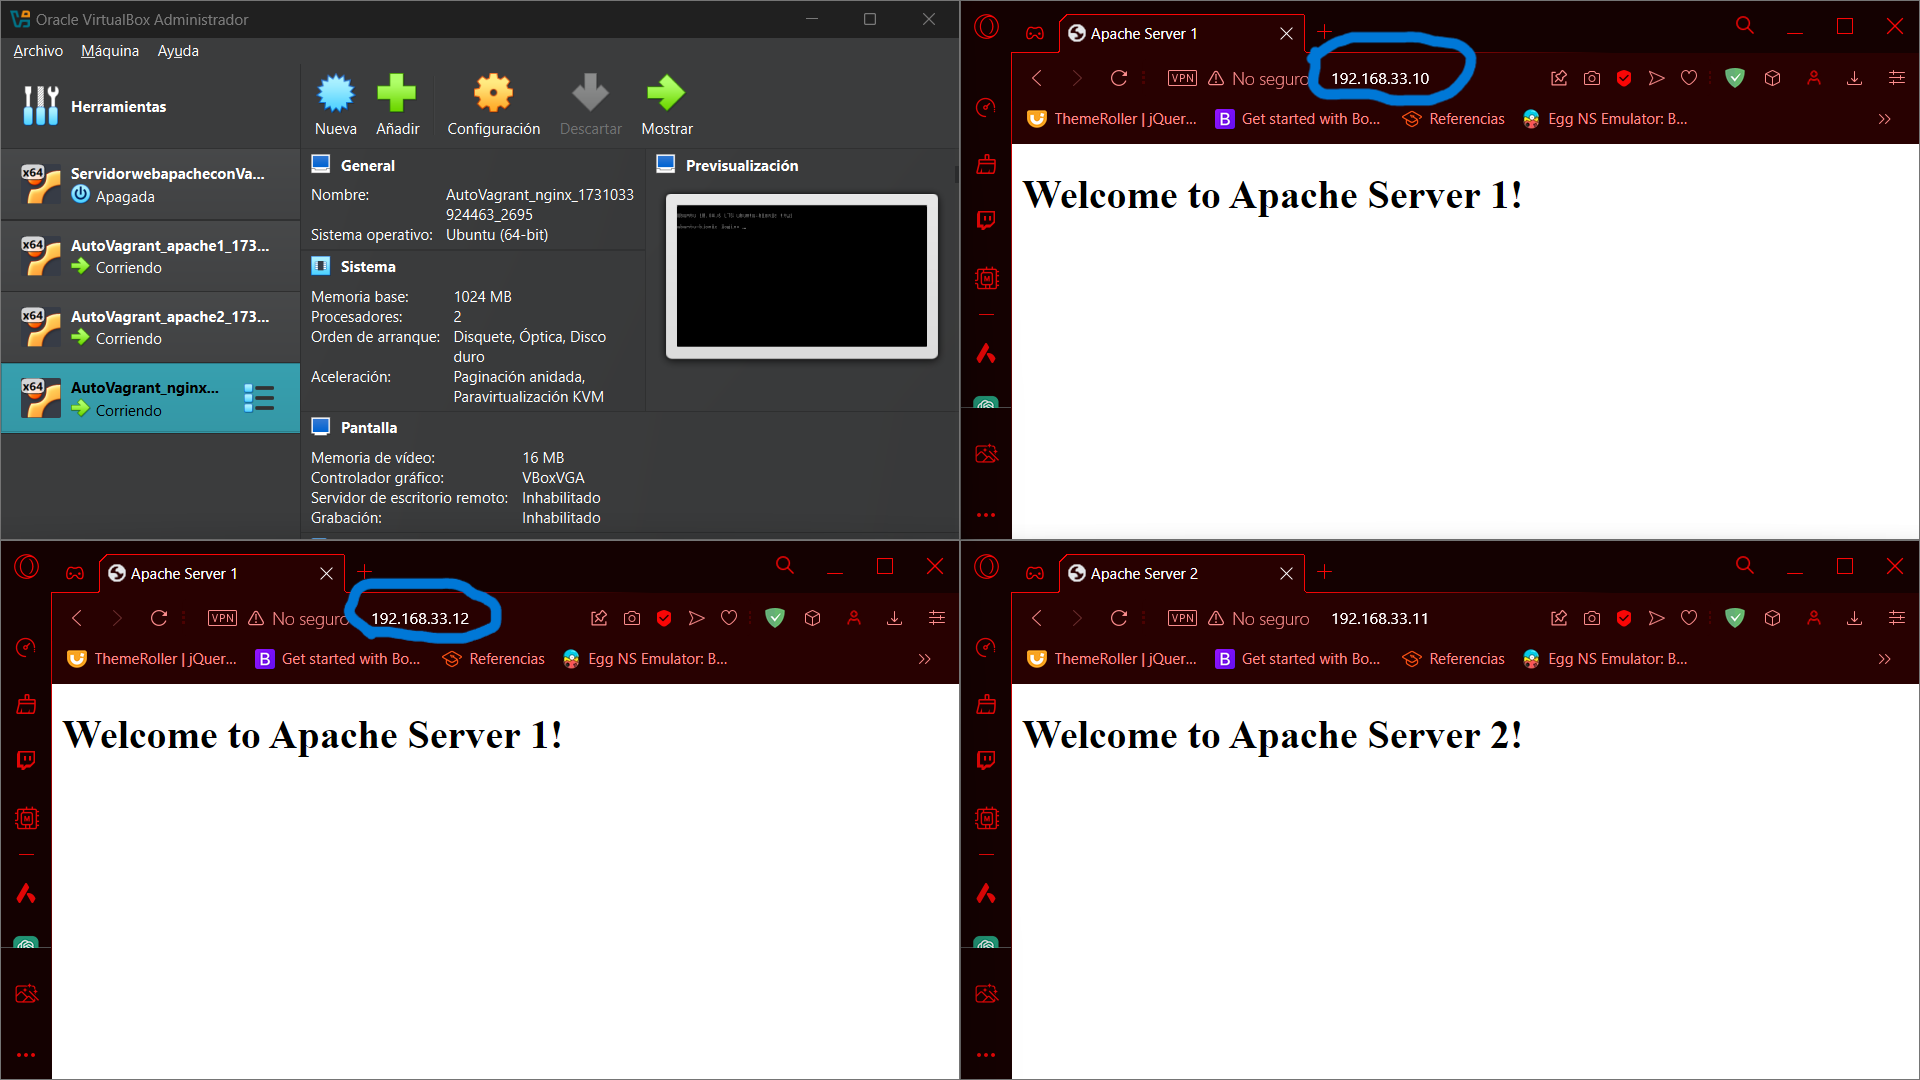 Oracle VirtualBox Administrador
Archivo Máquina Ayuda
Herramientas
Nueva Añadir Configuración Descartar Mostrar
x64 ServidorwebapacheconVa...
Apagada
x64 AutoVagrant_apache1_173...
Corriendo
x64 AutoVagrant_apache2_173...
Corriendo
x64 AutoVagrant_nginx...
Corriendo
General
Nombre: AutoVagrant_nginx_1731033
924463_2695
Sistema operativo: Ubuntu (64-bit)
Sistema
Memoria base: 1024 MB
Procesadores: 2
Orden de arranque: Disquete, Óptica, Disco
duro
Aceleración: Paginación anidada,
Paravirtualización KVM
Pantalla
Memoria de vídeo: 16 MB
Controlador gráfico: VBoxVGA
Servidor de escritorio remoto: Inhabilitado
Grabación: Inhabilitado
Previsualización
Apache Server 1
VPN No seguro 192.168.33.10
ThemeRoller | jQuer... B Get started with Bo... Referencias Egg NS Emulator: B...
Welcome to Apache Server 1!
Apache Server 1
VPN No seguro 192.168.33.12
ThemeRoller | jQuer... B Get started with Bo... Referencias Egg NS Emulator: B...
Welcome to Apache Server 1!
Apache Server 2
VPN No seguro 192.168.33.11
ThemeRoller | jQuer... B Get started with Bo... Referencias Egg NS Emulator: B...
Welcome to Apache Server 2!